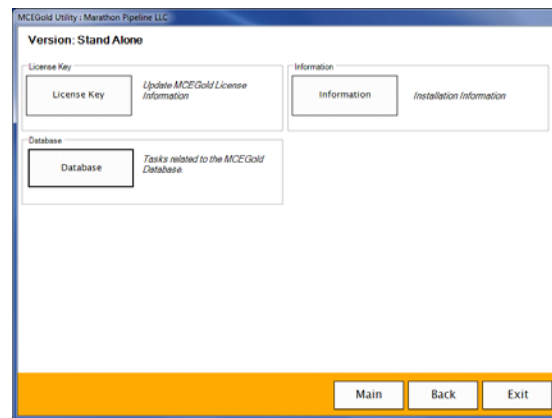 MCEGold Utility : Marathon Pipeline LLC
Version: Stand Alone
License Key
License Key
Update MCEGold License
Information
Information
Information
Installation Information
Database
Database
Tasks related to the MCEGold
Database.
Main
Back
Exit